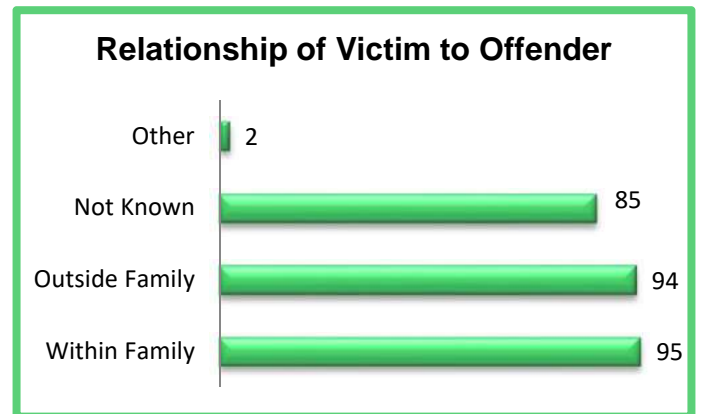 Relationship of Victim to Offender
Other 2
Not Known 85
Outside Family 94
Within Family 95